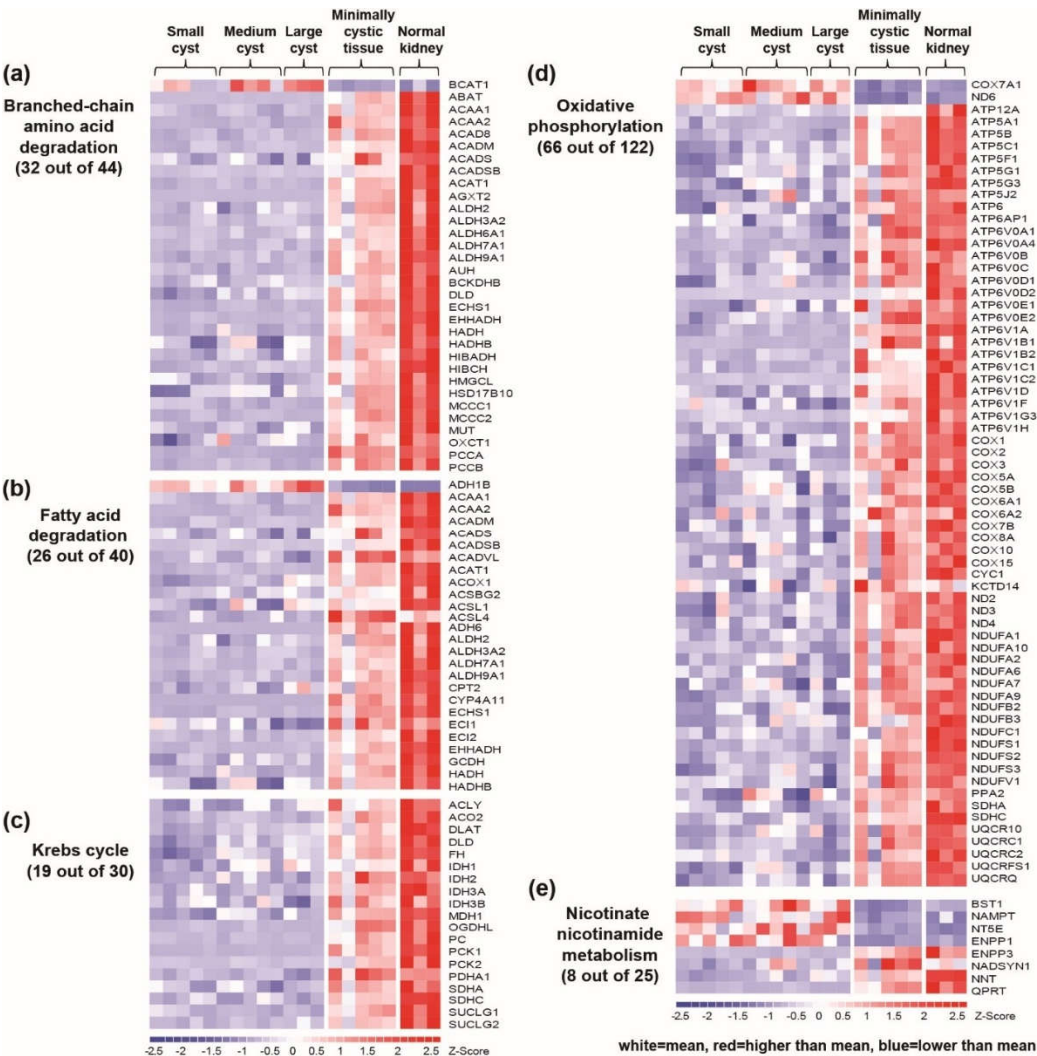 Small cyst
Medium cyst
Large cyst
Minimally cystic tissue
Normal kidney
(a)
Branched-chain
amino acid
degradation
(32 out of 44)
BCAT1
ABAT
ACAA1
ACAA2
ACAD8
ACADM
ACADS
ACADSB
ACAT1
AGXT2
ALDH2
ALDH3A2
ALDH6A1
ALDH7A1
ALDH9A1
AUH
BCKDHB
DLD
ECHS1
EHHADH
HADH
HADHB
HIBADH
HIBCH
HMGCL
HSD17B10
MCCC1
MCCC2
MUT
OXCT1
PCCA
PCCB
(b)
Fatty acid
degradation
(26 out of 40)
ADH1B
ACAA1
ACAA2
ACADM
ACADS
ACADSB
ACADVL
ACAT1
ACOX1
ACSBG2
ACSL1
ACSL4
ADH6
ALDH2
ALDH3A2
ALDH7A1
ALDH9A1
CPT2
CYP4A11
ECHS1
ECI1
ECI2
EHHADH
GCDH
HADH
HADHB
(c)
Krebs cycle
(19 out of 30)
ACLY
ACO2
DLAT
DLD
FH
IDH1
IDH2
IDH3A
IDH3B
MDH1
OGDHL
PC
PCK1
PCK2
PDHA1
SDHA
SDHC
SUCLG1
SUCLG2
-2.5 -2 -1 -0.5 0 0.5 1 2 2.5 Z-Score
Small cyst
Medium cyst
Large cyst
Minimally cystic tissue
Normal kidney
(d)
Oxidative
phosphorylation
(66 out of 122)
COX7A1
ND6
ATP12A
ATP5A1
ATP5B
ATP5C1
ATP5F1
ATP5G1
ATP5G3
ATP5J2
ATP6
ATP6AP1
ATP6V0A1
ATP6V0A4
ATP6V0B
ATP6V0C
ATP6V0D1
ATP6V0D2
ATP6V0E1
ATP6V0E2
ATP6V1A
ATP6V1B1
ATP6V1B2
ATP6V1C1
ATP6V1C2
ATP6V1D
ATP6V1F
ATP6V1G3
ATP6V1H
COX1
COX2
COX3
COX5A
COX5B
COX6A1
COX6A2
COX7B
COX8A
COX10
COX15
CYC1
KCTD14
ND2
ND3
ND4
NDUFA1
NDUFA10
NDUFA2
NDUFA6
NDUFA7
NDUFA9
NDUFB2
NDUFB3
NDUFC1
NDUFS1
NDUFS2
NDUFS3
NDUFV1
PPA2
SDHA
SDHC
UQCR10
UQCRC1
UQCRC2
UQCRFS1
UQCRQ
(e)
Nicotinate
nicotinamide
metabolism
(8 out of 25)
BST1
NAMPT
NT5E
ENPP1
ENPP3
NADSYN1
NNT
QPRT
-2.5 -2 -1 -0.5 0 0.5 1 2 2.5 Z-Score
white=mean, red=higher than mean, blue=lower than mean